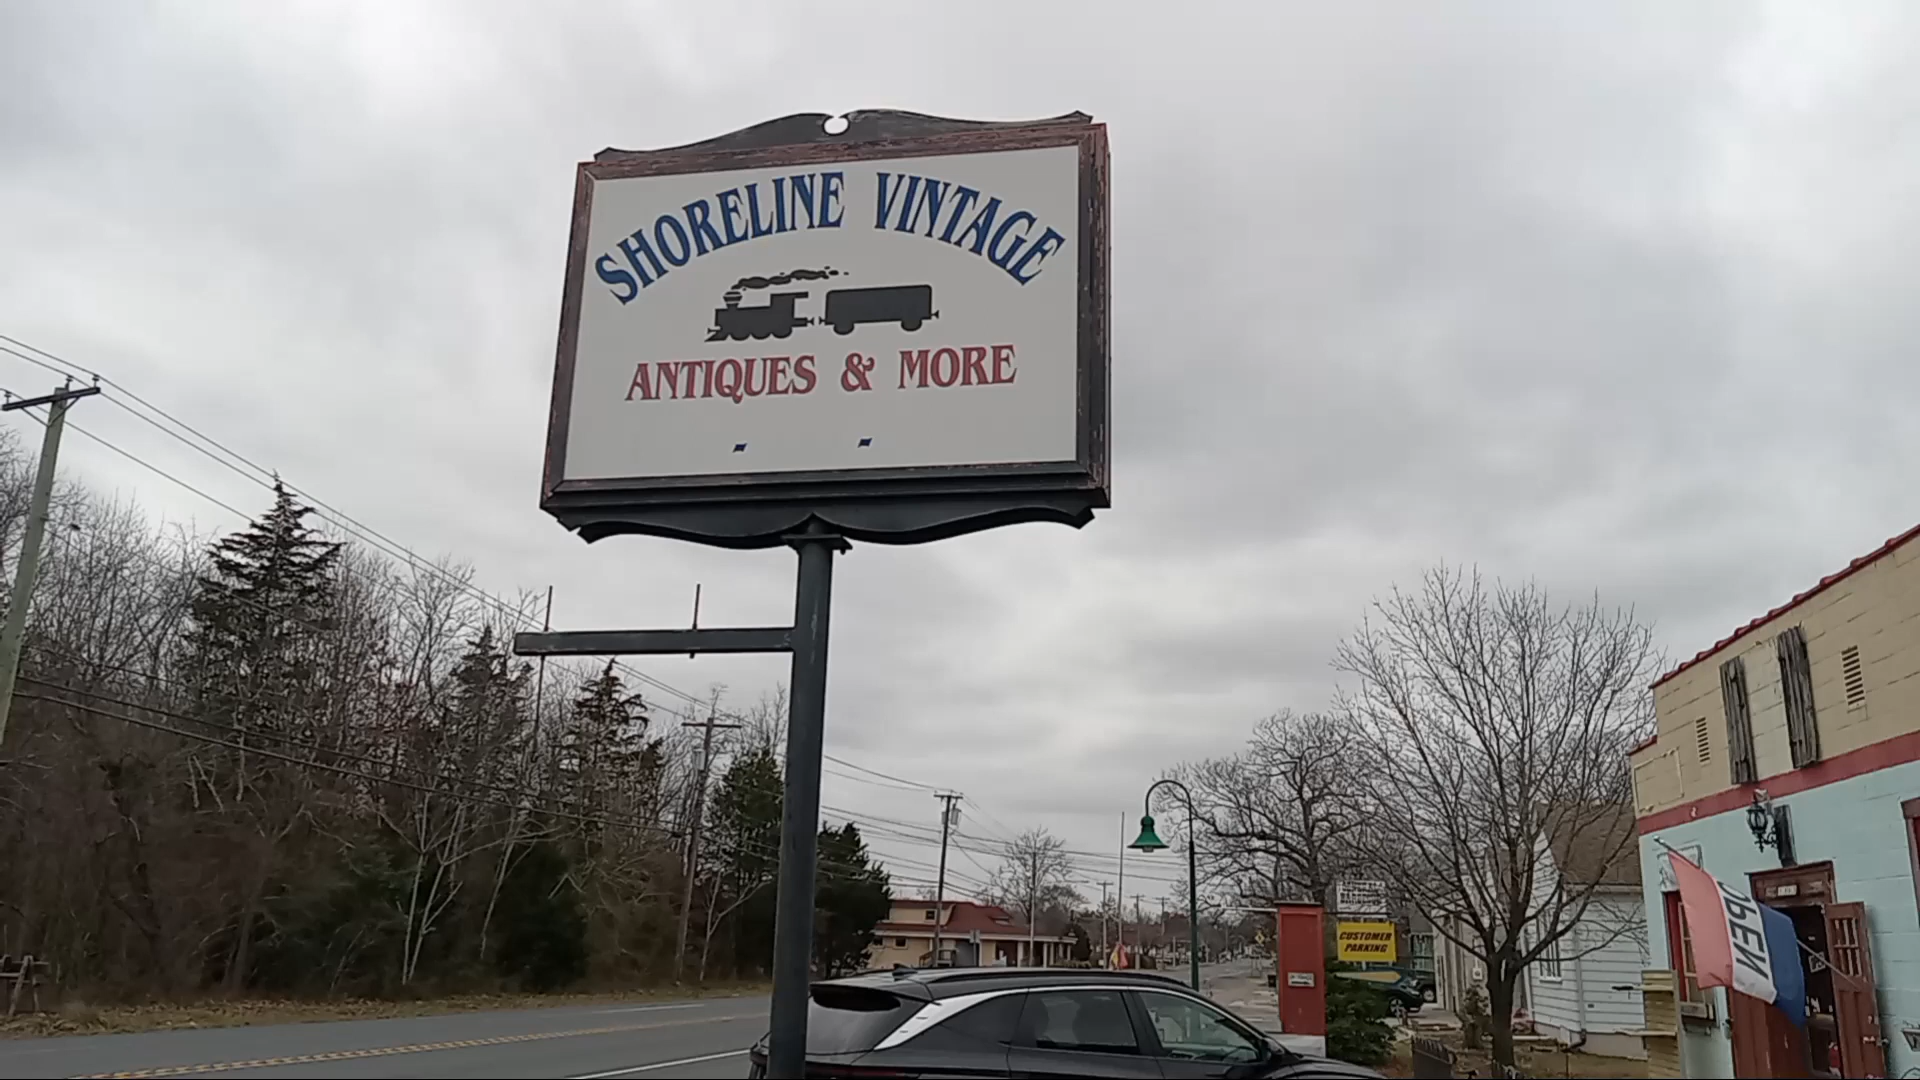 SHORELINE VINTAGE
ANTIQUES & MORE
CUSTOMER
PARKING
OPEN